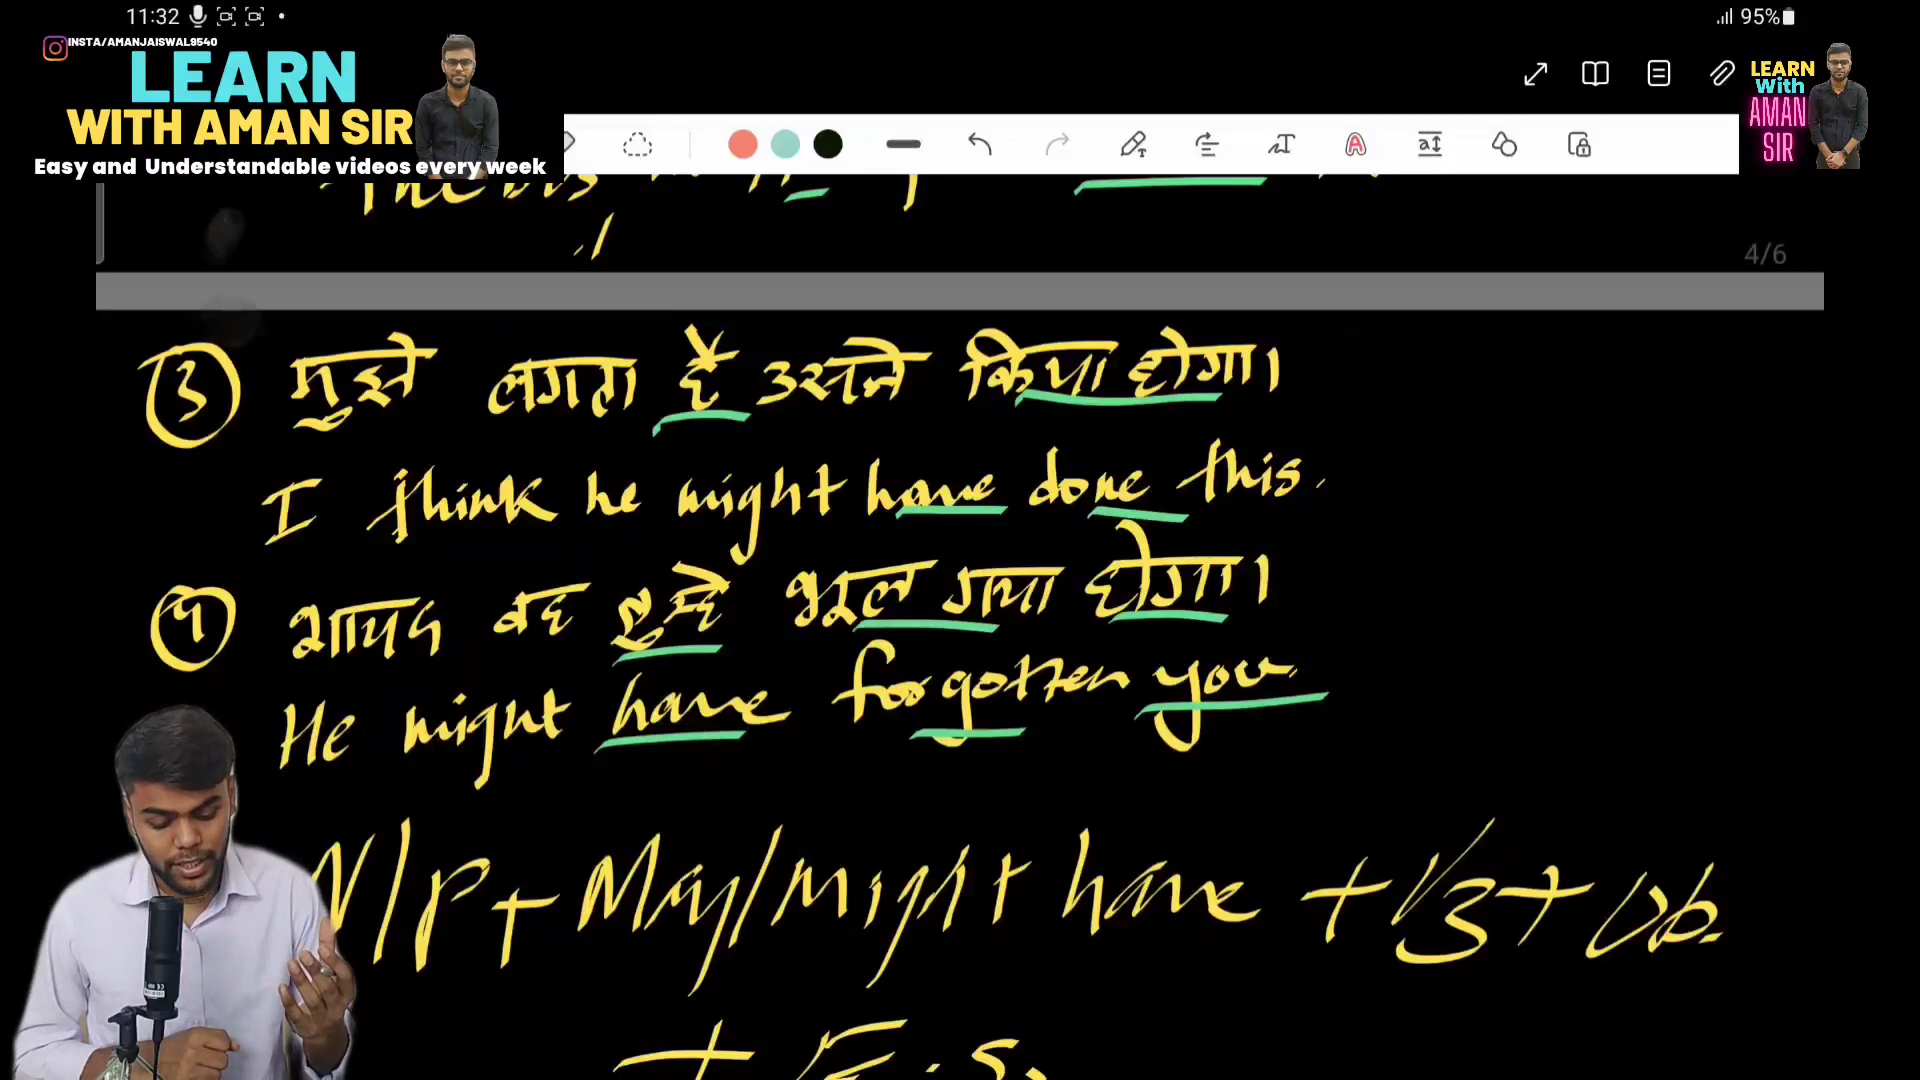 11:32
95%
INSTA/AMANJAISWAL9540
LEARN
WITH AMAN SIR
Easy and Understandable videos every week
LEARN
With
AMAN
SIR
4/6
③ मुझे लगता है उसने किया होगा।
I think he might have done this.
④ शायद वह तुम्हे भूल गया होगा।
He might have forgotten you.
N/P + May/might have + V3 + Ob.
+